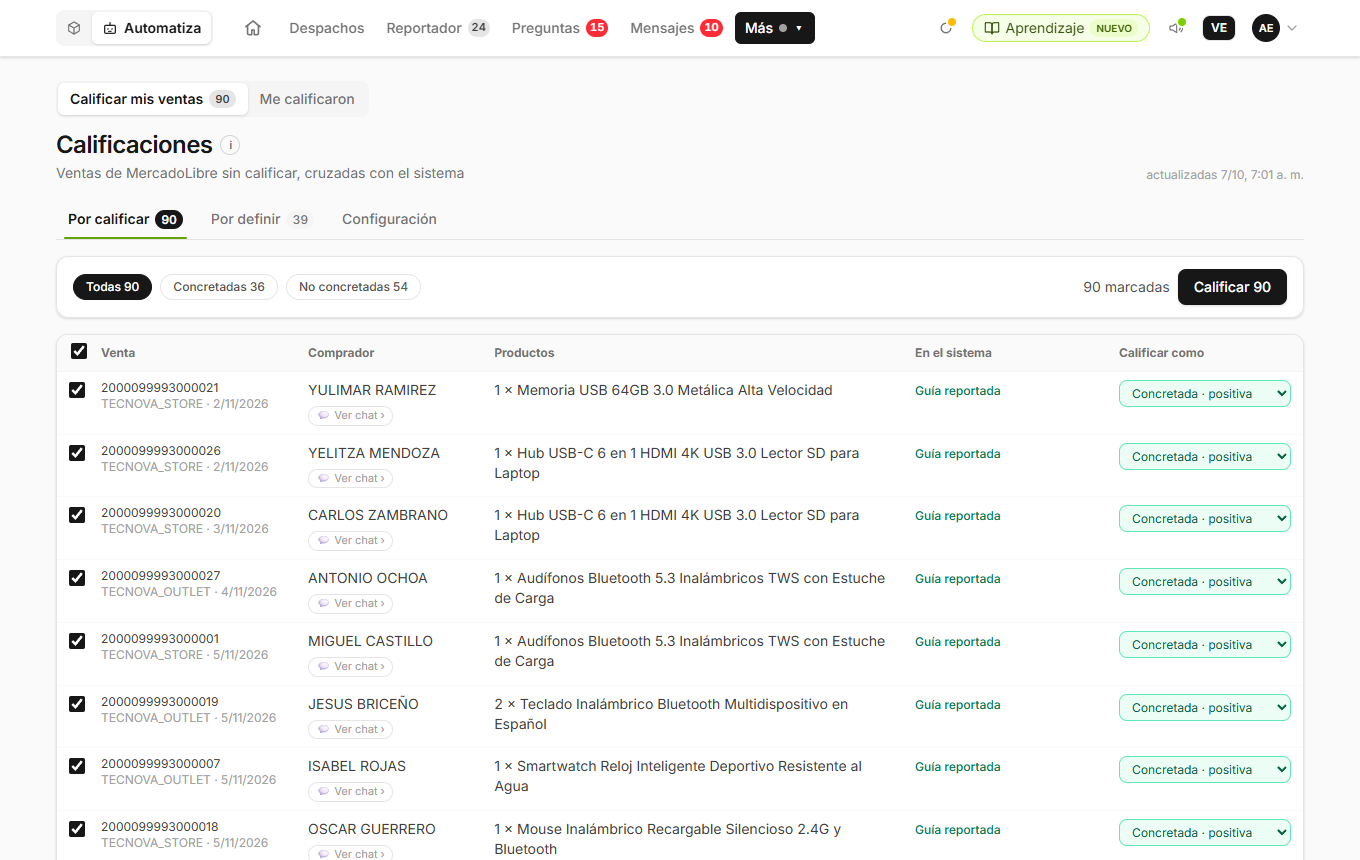 Automatiza
Despachos
Reportador 24
Preguntas 15
Mensajes 10
Más
Aprendizaje NUEVO
VE
AE
Calificar mis ventas 90
Me calificaron
Calificaciones i
Ventas de MercadoLibre sin calificar, cruzadas con el sistema
actualizadas 7/10, 7:01 a. m.
Por calificar 90
Por definir 39
Configuración
Todas 90
Concretadas 36
No concretadas 54
90 marcadas
Calificar 90
Venta
Comprador
Productos
En el sistema
Calificar como
2000099993000021
TECNOVA_STORE · 2/11/2026
YULIMAR RAMIREZ
Ver chat ›
1 × Memoria USB 64GB 3.0 Metálica Alta Velocidad
Guía reportada
Concretada · positiva
2000099993000026
TECNOVA_STORE · 2/11/2026
YELITZA MENDOZA
Ver chat ›
1 × Hub USB-C 6 en 1 HDMI 4K USB 3.0 Lector SD para
Laptop
Guía reportada
Concretada · positiva
2000099993000020
TECNOVA_STORE · 3/11/2026
CARLOS ZAMBRANO
Ver chat ›
1 × Hub USB-C 6 en 1 HDMI 4K USB 3.0 Lector SD para
Laptop
Guía reportada
Concretada · positiva
2000099993000027
TECNOVA_OUTLET · 4/11/2026
ANTONIO OCHOA
Ver chat ›
1 × Audífonos Bluetooth 5.3 Inalámbricos TWS con Estuche
de Carga
Guía reportada
Concretada · positiva
2000099993000001
TECNOVA_STORE · 5/11/2026
MIGUEL CASTILLO
Ver chat ›
1 × Audífonos Bluetooth 5.3 Inalámbricos TWS con Estuche
de Carga
Guía reportada
Concretada · positiva
2000099993000019
TECNOVA_OUTLET · 5/11/2026
JESUS BRICEÑO
Ver chat ›
2 × Teclado Inalámbrico Bluetooth Multidispositivo en
Español
Guía reportada
Concretada · positiva
2000099993000007
TECNOVA_OUTLET · 5/11/2026
ISABEL ROJAS
Ver chat ›
1 × Smartwatch Reloj Inteligente Deportivo Resistente al
Agua
Guía reportada
Concretada · positiva
2000099993000018
TECNOVA_STORE · 5/11/2026
OSCAR GUERRERO
Ver chat ›
1 × Mouse Inalámbrico Recargable Silencioso 2.4G y
Bluetooth
Guía reportada
Concretada · positiva